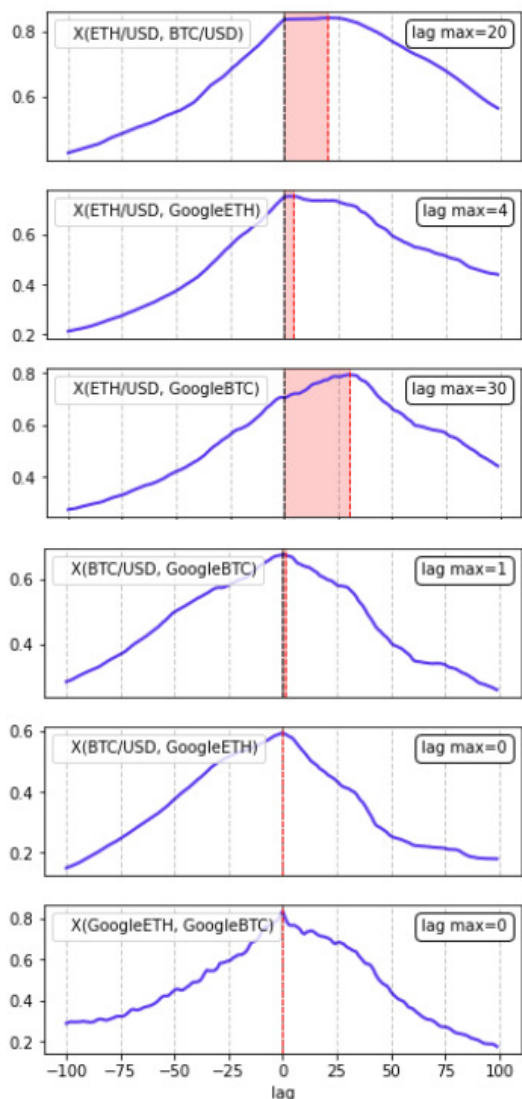 X(ETH/USD, BTC/USD)
lag max=20
0.8
0.6
X(ETH/USD, GoogleETH)
lag max=4
0.6
0.4
0.2
X(ETH/USD, GoogleBTC)
lag max=30
0.8
0.6
0.4
X(BTC/USD, GoogleBTC)
lag max=1
0.6
0.4
X(BTC/USD, GoogleETH)
lag max=0
0.6
0.4
0.2
X(GoogleETH, GoogleBTC)
lag max=0
0.8
0.6
0.4
0.2
−100 −75 −50 −25 0 25 50 75 100
lag